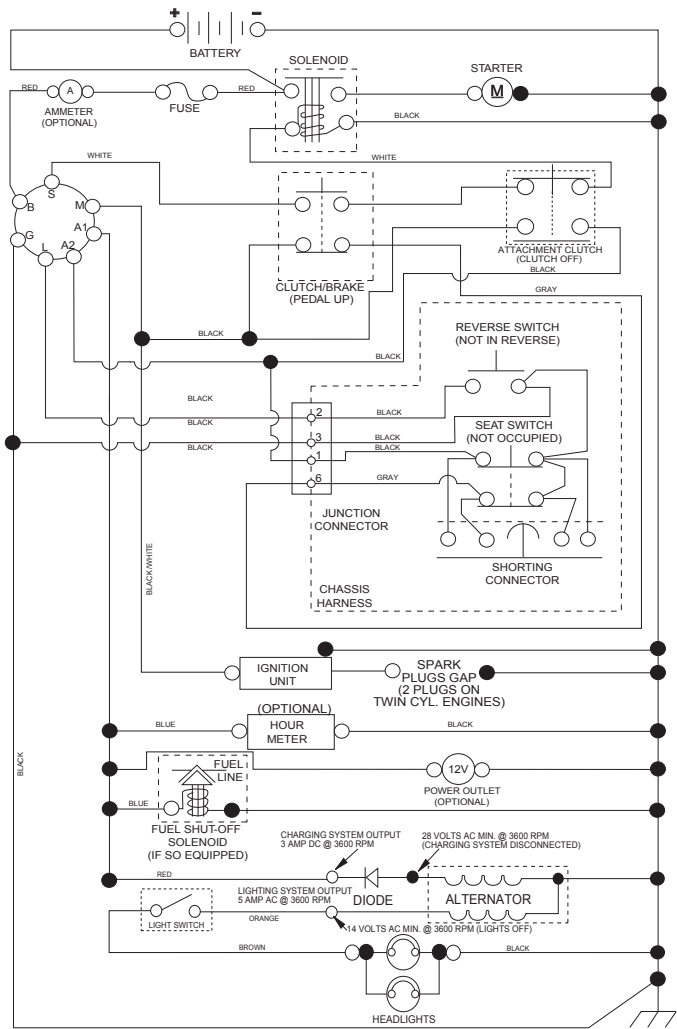 + −
BATTERY
SOLENOID
STARTER
RED
A
RED
M
AMMETER
(OPTIONAL)
FUSE
BLACK
WHITE
WHITE
S
B
M
G
A1
L
A2
ATTACHMENT CLUTCH
(CLUTCH OFF)
CLUTCH/BRAKE
(PEDAL UP)
BLACK
GRAY
BLACK
REVERSE SWITCH
(NOT IN REVERSE)
BLACK
BLACK
2
BLACK
BLACK
SEAT SWITCH
(NOT OCCUPIED)
3
BLACK
BLACK
BLACK
1
6
GRAY
JUNCTION
CONNECTOR
SHORTING
CONNECTOR
BLACK/WHITE
CHASSIS
HARNESS
IGNITION
UNIT
SPARK
PLUGS GAP
(2 PLUGS ON
TWIN CYL. ENGINES)
(OPTIONAL)
BLUE
HOUR
METER
BLACK
BLACK
FUEL
LINE
12V
POWER OUTLET
(OPTIONAL)
BLUE
FUEL SHUT-OFF
SOLENOID
(IF SO EQUIPPED)
CHARGING SYSTEM OUTPUT
3 AMP DC @ 3600 RPM
28 VOLTS AC MIN. @ 3600 RPM
(CHARGING SYSTEM DISCONNECTED)
RED
DIODE
ALTERNATOR
LIGHTING SYSTEM OUTPUT
5 AMP AC @ 3600 RPM
LIGHT SWITCH
ORANGE
14 VOLTS AC MIN. @ 3600 RPM (LIGHTS OFF)
BROWN
BLACK
HEADLIGHTS